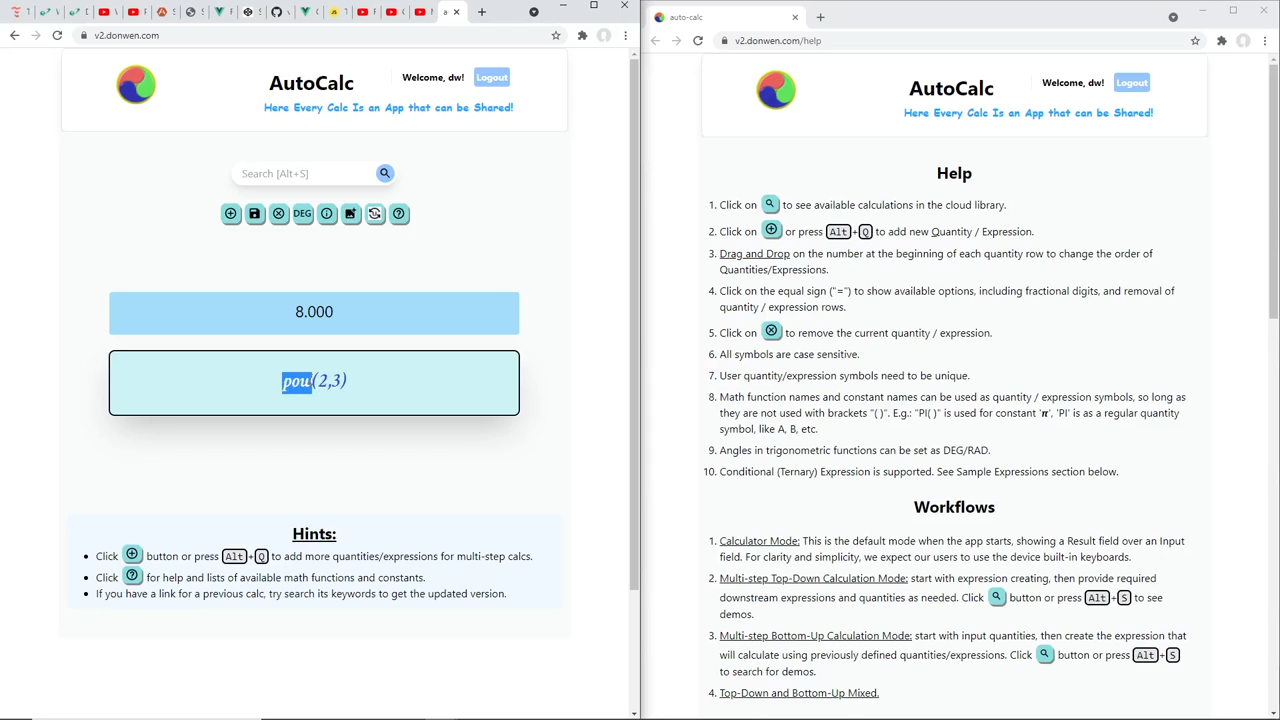 v2.donwen.com
AutoCalc
Welcome, dw!
Logout
Here Every Calc Is an App that can be Shared!
Search [Alt+S]
DEG
8.000
pow(2,3)
Hints:
Click button or press Alt+Q to add more quantities/expressions for multi-step calcs.
Click for help and lists of available math functions and constants.
If you have a link for a previous calc, try search its keywords to get the updated version.
auto-calc
v2.donwen.com/help
AutoCalc
Welcome, dw!
Logout
Here Every Calc Is an App that can be Shared!
Help
1. Click on to see available calculations in the cloud library.
2. Click on or press Alt+Q to add new Quantity / Expression.
3. Drag and Drop on the number at the beginning of each quantity row to change the order of
Quantities/Expressions.
4. Click on the equal sign ("=") to show available options, including fractional digits, and removal of
quantity / expression rows.
5. Click on to remove the current quantity / expression.
6. All symbols are case sensitive.
7. User quantity/expression symbols need to be unique.
8. Math function names and constant names can be used as quantity / expression symbols, so long as
they are not used with brackets "( )". E.g.: "PI( )" is used for constant 'π', 'PI' is as a regular quantity
symbol, like A, B, etc.
9. Angles in trigonometric functions can be set as DEG/RAD.
10. Conditional (Ternary) Expression is supported. See Sample Expressions section below.
Workflows
1. Calculator Mode: This is the default mode when the app starts, showing a Result field over an Input
field. For clarity and simplicity, we expect our users to use the device built-in keyboards.
2. Multi-step Top-Down Calculation Mode: start with expression creating, then provide required
downstream expressions and quantities as needed. Click button or press Alt+S to see
demos.
3. Multi-step Bottom-Up Calculation Mode: start with input quantities, then create the expression that
will calculate using previously defined quantities/expressions. Click button or press Alt+S
to search for demos.
4. Top-Down and Bottom-Up Mixed.